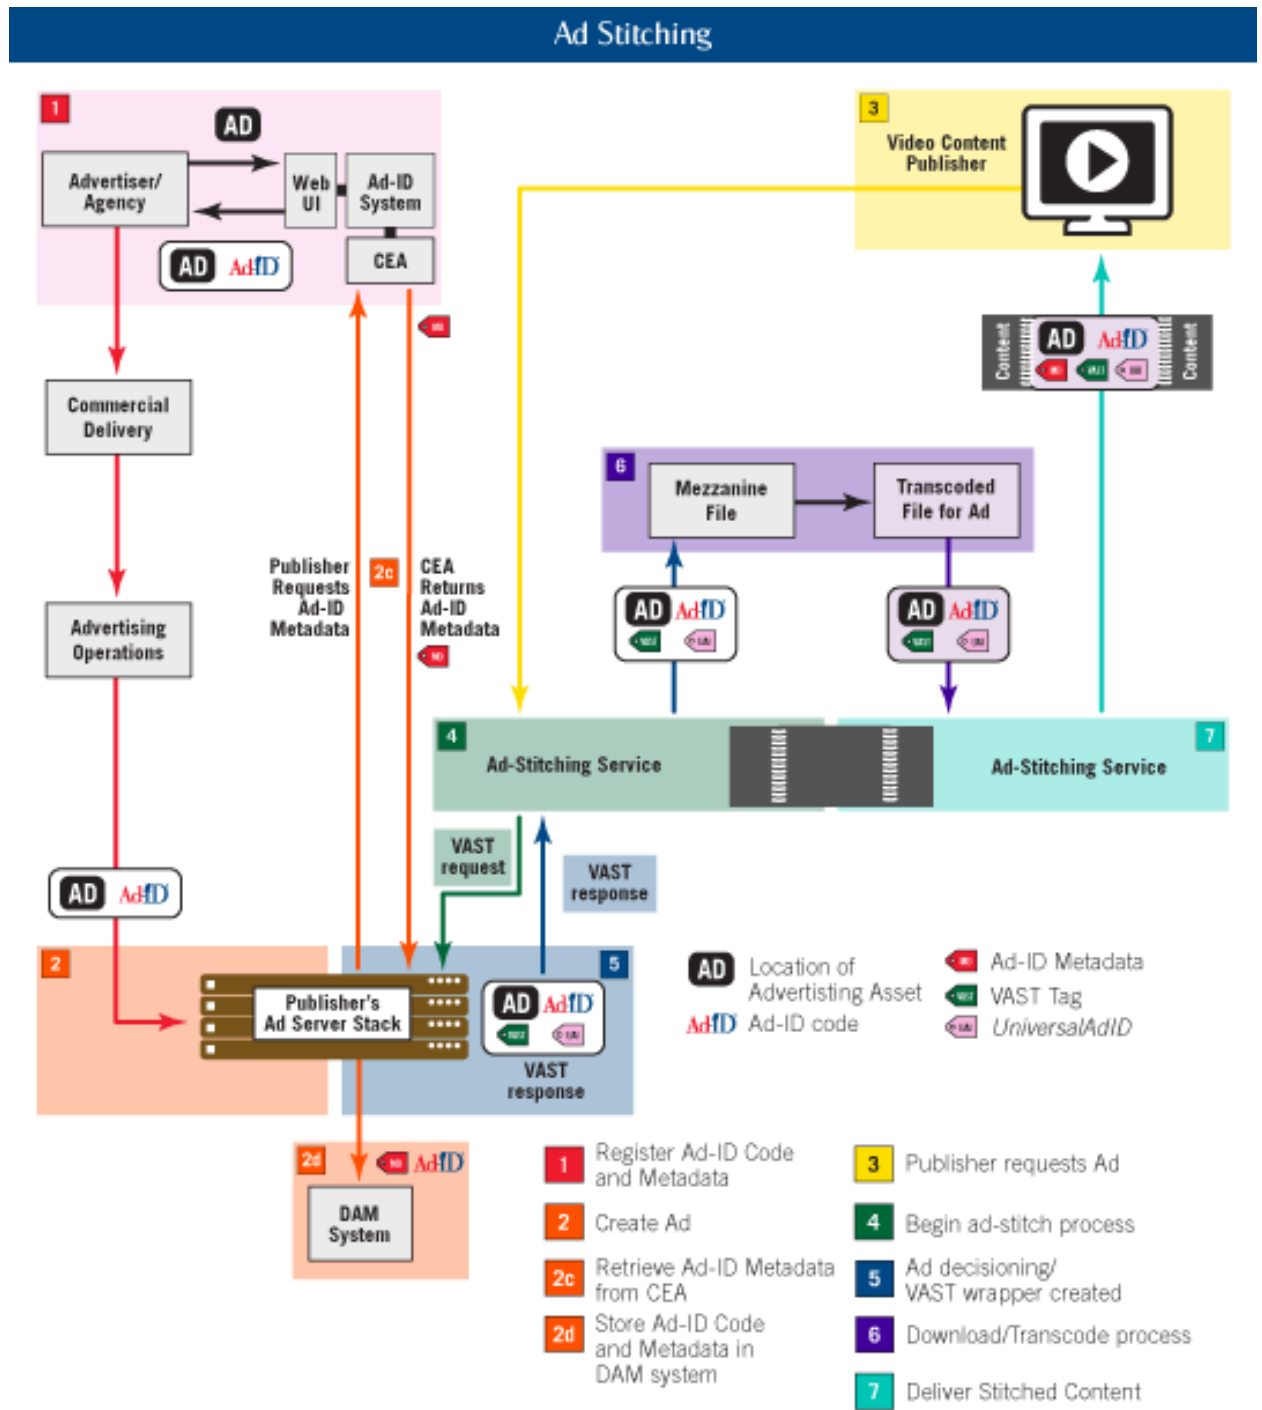 Ad Stitching
1
AD
Advertiser/
Agency
Web
UI
Ad-ID
System
CEA
AD Ad-ID
3
Video Content
Publisher
Content
AD Ad-ID
VAST
Content
Commercial
Delivery
6
Mezzanine
File
Transcoded
File for Ad
Publisher
Requests
Ad-ID
Metadata
2c
CEA
Returns
Ad-ID
Metadata
AD Ad-ID
VAST
AD Ad-ID
VAST
Advertising
Operations
4
Ad-Stitching Service
7
Ad-Stitching Service
VAST
request
VAST
response
AD Ad-ID
2
Publisher's
Ad Server Stack
5
AD Ad-ID
VAST
VAST
response
AD Location of
Advertisting Asset
Ad-ID Ad-ID code
Ad-ID Metadata
VAST VAST Tag
UniversalAdID
2d
Ad-ID
DAM
System
1 Register Ad-ID Code
and Metadata
2 Create Ad
2c Retrieve Ad-ID Metadata
from CEA
2d Store Ad-ID Code
and Metadata in
DAM system
3 Publisher requests Ad
4 Begin ad-stitch process
5 Ad decisioning/
VAST wrapper created
6 Download/Transcode process
7 Deliver Stitched Content